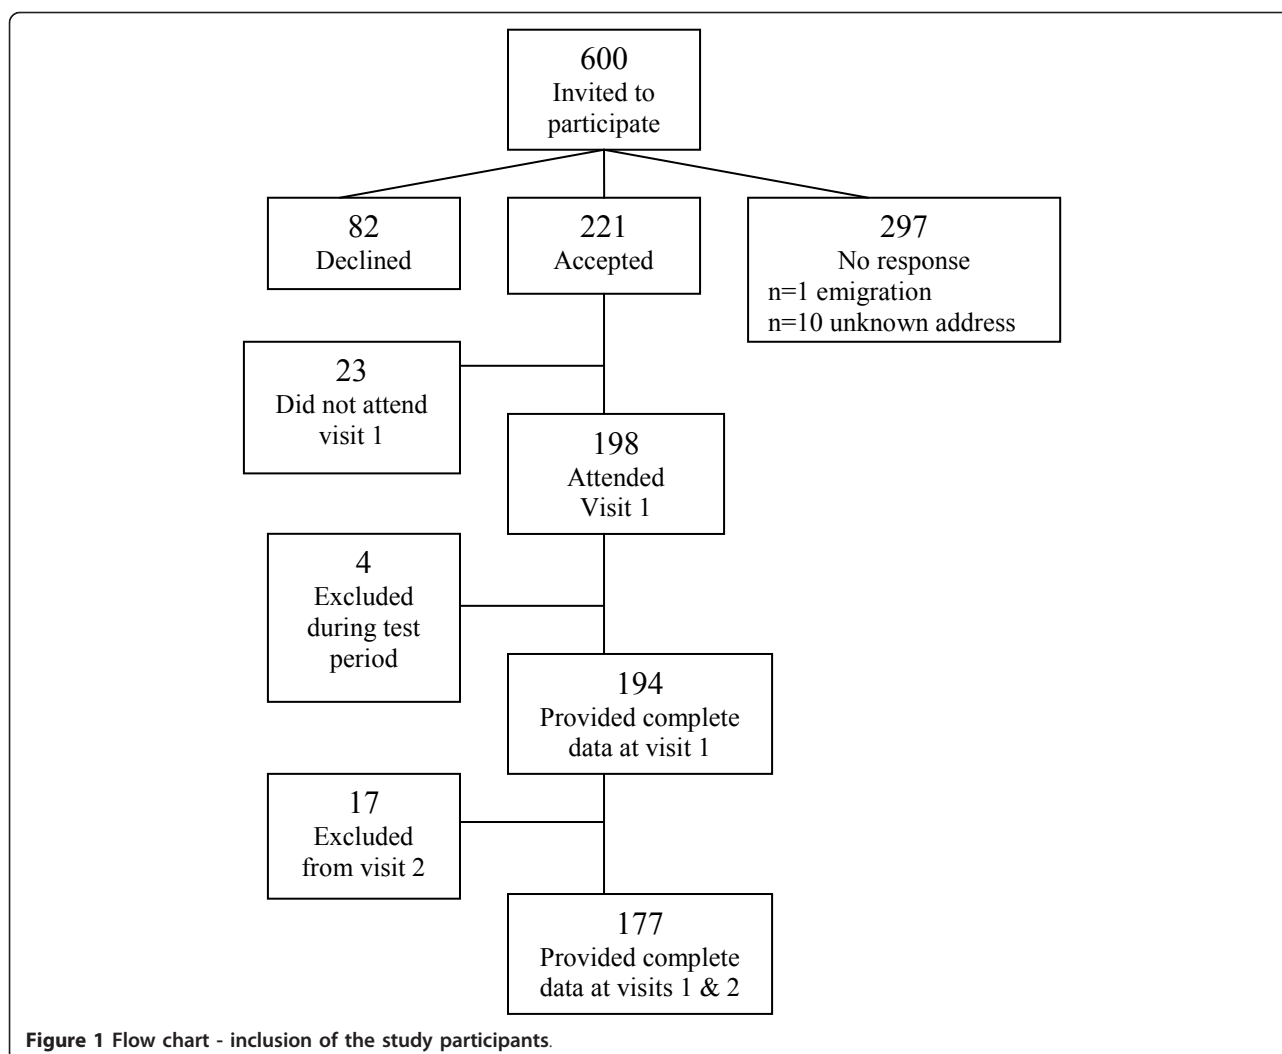 600
Invited to
participate
82
Declined
221
Accepted
297
No response
n=1 emigration
n=10 unknown address
23
Did not attend
visit 1
198
Attended
Visit 1
4
Excluded
during test
period
194
Provided complete
data at visit 1
17
Excluded
from visit 2
177
Provided complete
data at visits 1 & 2
Figure 1 Flow chart - inclusion of the study participants.